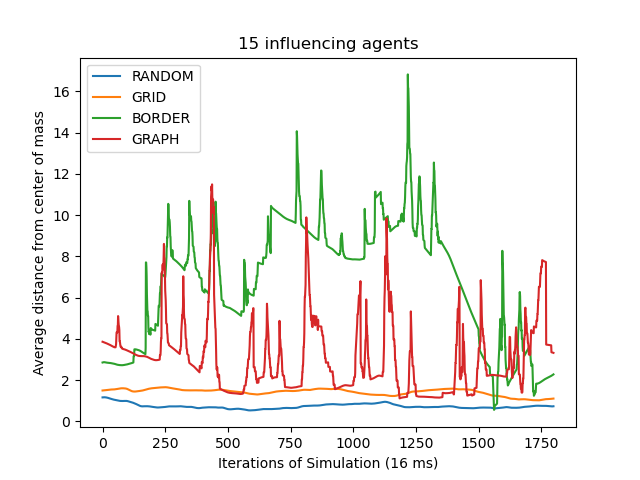 15 influencing agents
RANDOM
GRID
BORDER
GRAPH
Average distance from center of mass
16
14
12
10
8
6
4
2
0
0 250 500 750 1000 1250 1500 1750
Iterations of Simulation (16 ms)